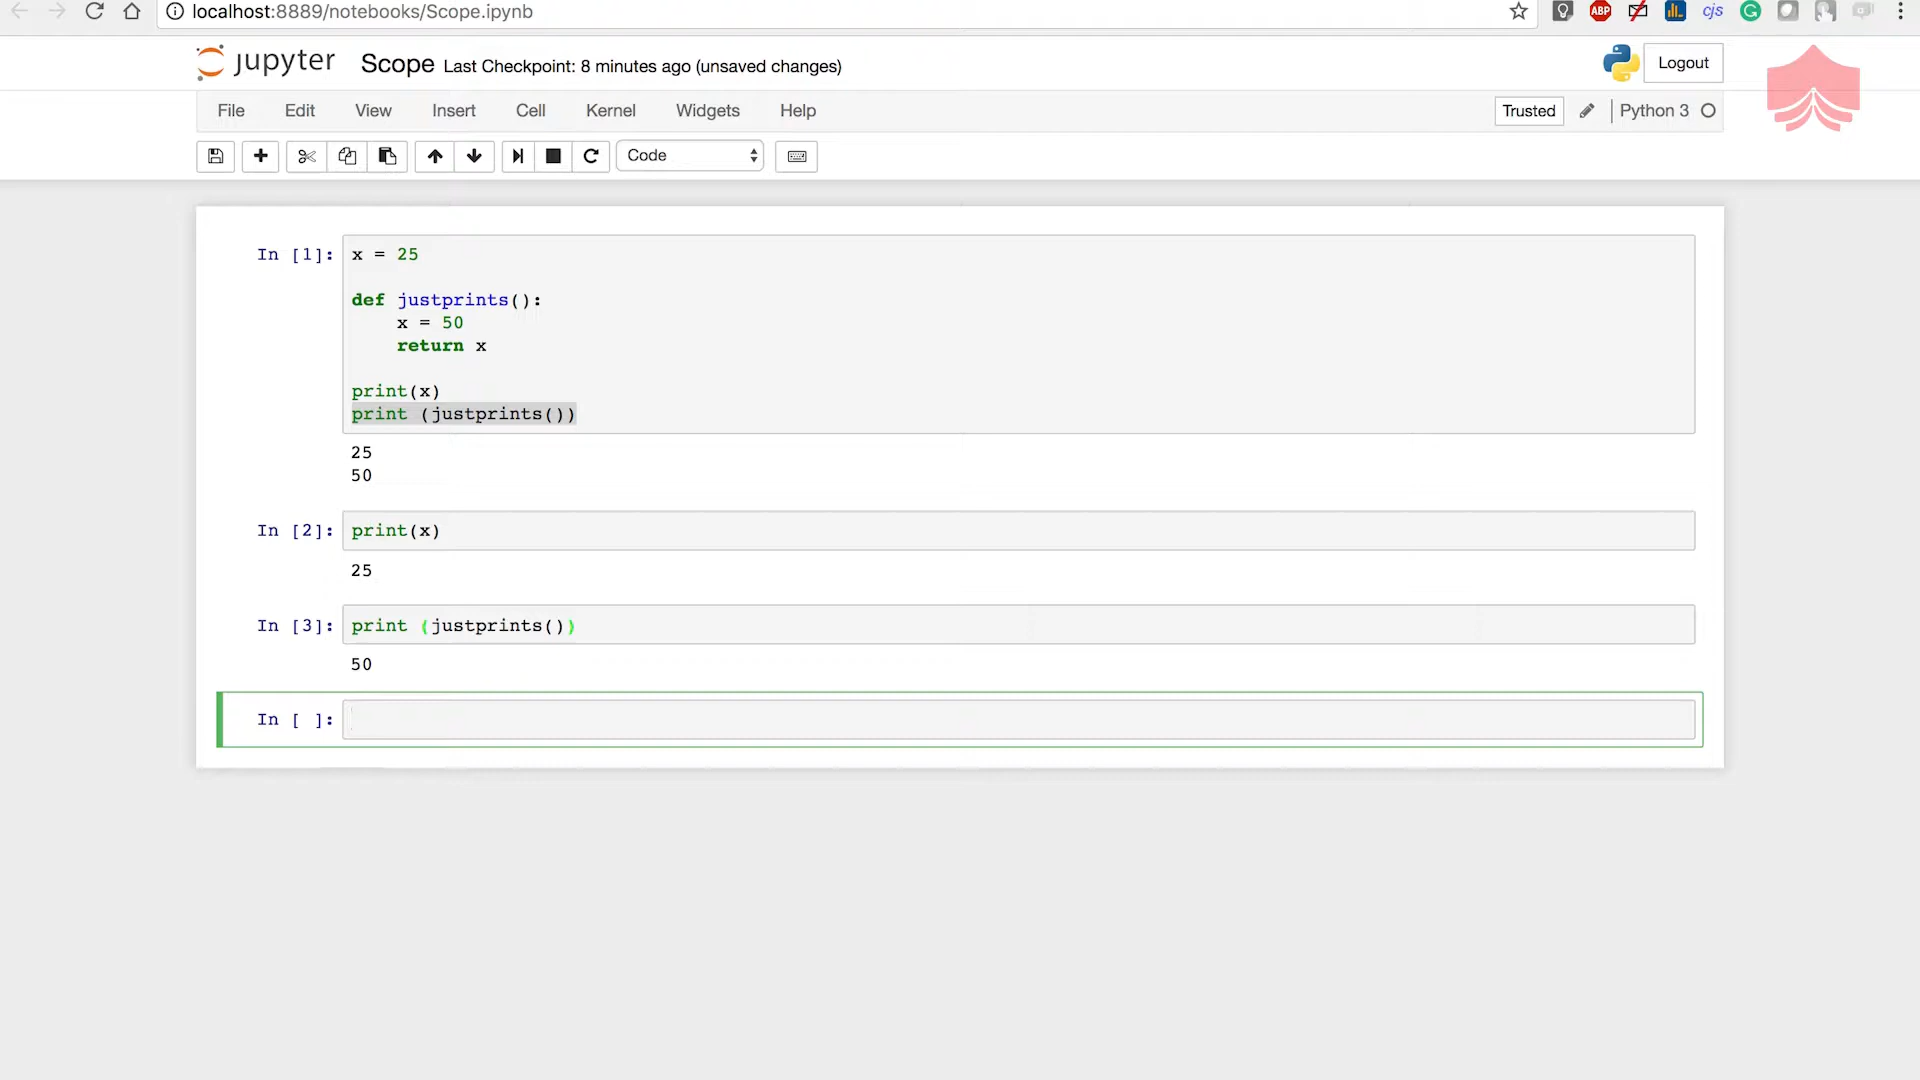 localhost:8889/notebooks/Scope.ipynb
ABP
cjs
jupyter Scope Last Checkpoint: 8 minutes ago (unsaved changes)
Logout
File Edit View Insert Cell Kernel Widgets Help
Trusted Python 3
Code
In [1]: x = 25
def justprints():
    x = 50
    return x
print(x)
print (justprints())
25
50
In [2]: print(x)
25
In [3]: print (justprints())
50
In [ ]: